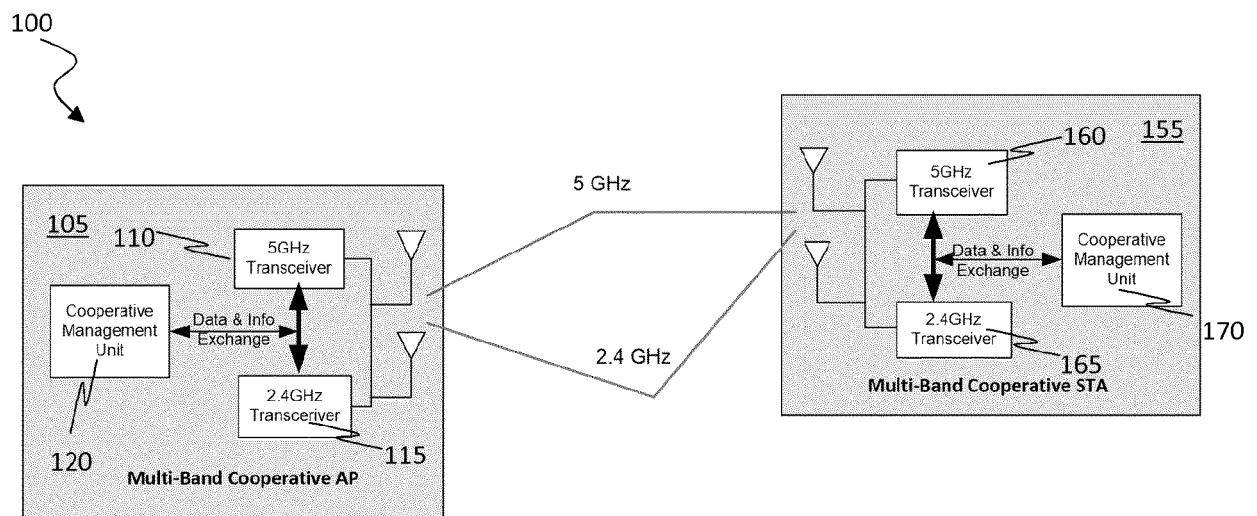 100
105
110
5GHz
Transceiver
Cooperative
Management
Unit
Data & Info
Exchange
2.4GHz
Transceriver
120
115
Multi-Band Cooperative AP
5 GHz
2.4 GHz
160
155
5GHz
Transceiver
Data & Info
Exchange
Cooperative
Management
Unit
2.4GHz
Transceiver
165
170
Multi-Band Cooperative STA